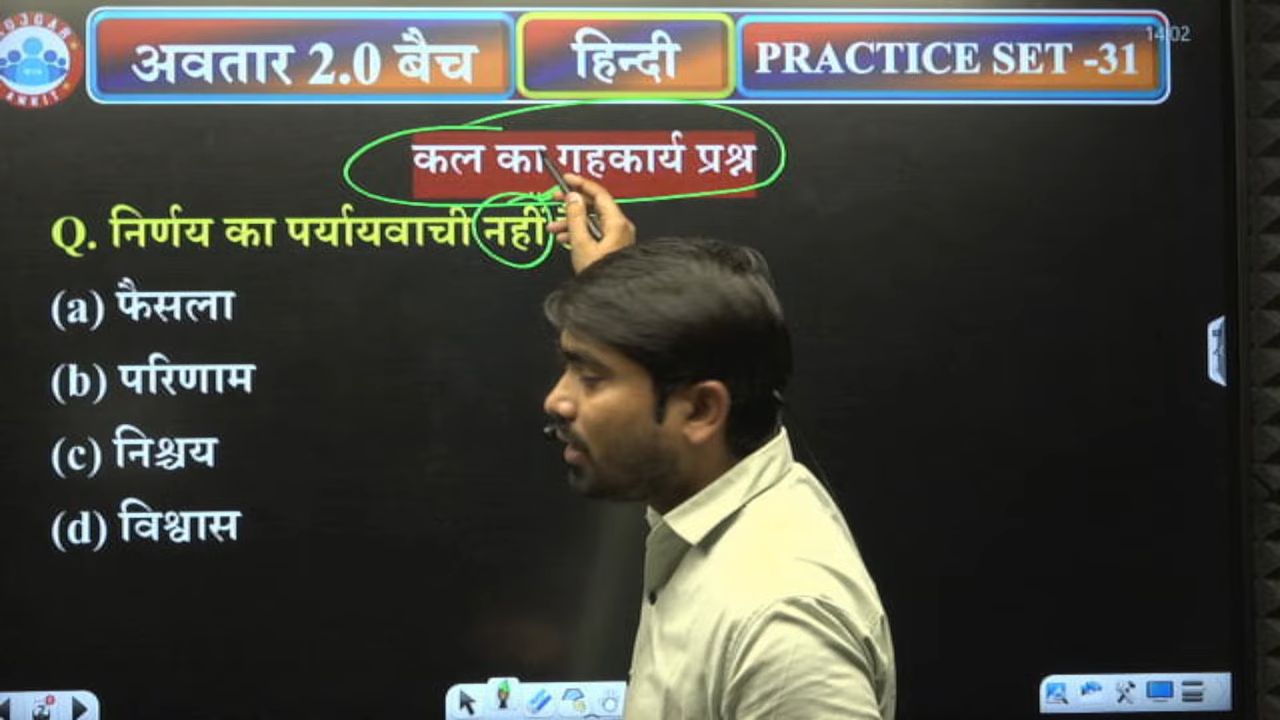 अवतार 2.0 बैच हिन्दी PRACTICE SET -31
14:02
कल का गृहकार्य प्रश्न
Q. निर्णय का पर्यायवाची नहीं
(a) फैसला
(b) परिणाम
(c) निश्चय
(d) विश्वास